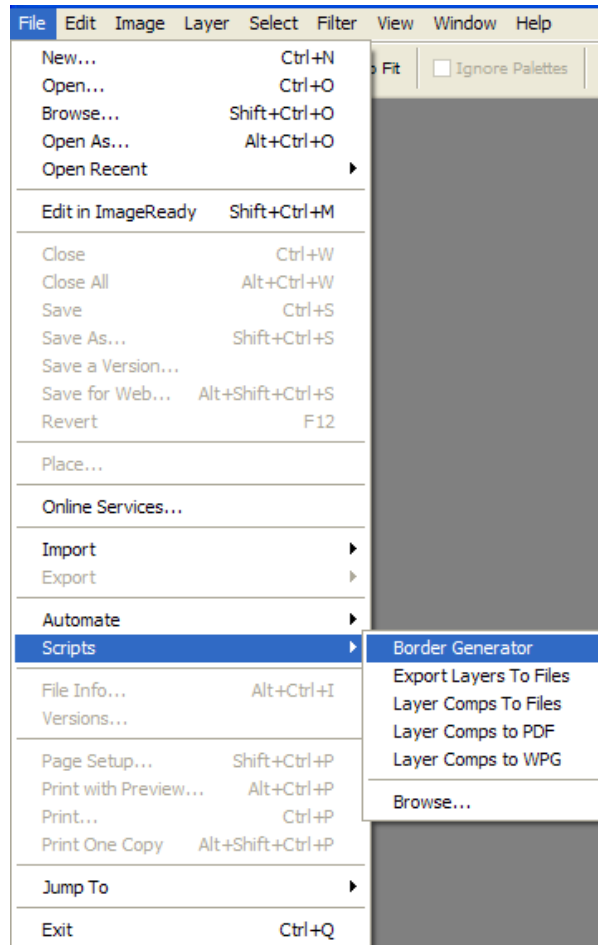 File Edit Image Layer Select Filter View Window Help
Fit Ignore Palettes
New... Ctrl+N
Open... Ctrl+O
Browse... Shift+Ctrl+O
Open As... Alt+Ctrl+O
Open Recent
Edit in ImageReady Shift+Ctrl+M
Close Ctrl+W
Close All Alt+Ctrl+W
Save Ctrl+S
Save As... Shift+Ctrl+S
Save a Version...
Save for Web... Alt+Shift+Ctrl+S
Revert F12
Place...
Online Services...
Import
Export
Automate
Scripts
File Info... Alt+Ctrl+I
Versions...
Page Setup... Shift+Ctrl+P
Print with Preview... Alt+Ctrl+P
Print... Ctrl+P
Print One Copy Alt+Shift+Ctrl+P
Jump To
Exit Ctrl+Q
Border Generator
Export Layers To Files
Layer Comps To Files
Layer Comps to PDF
Layer Comps to WPG
Browse...